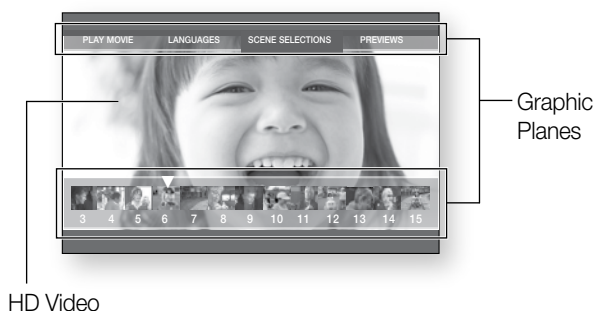 PLAY MOVIE LANGUAGES SCENE SELECTIONS PREVIEWS
Graphic
Planes
3 4 5 6 7 8 9 10 11 12 13 14 15
HD Video